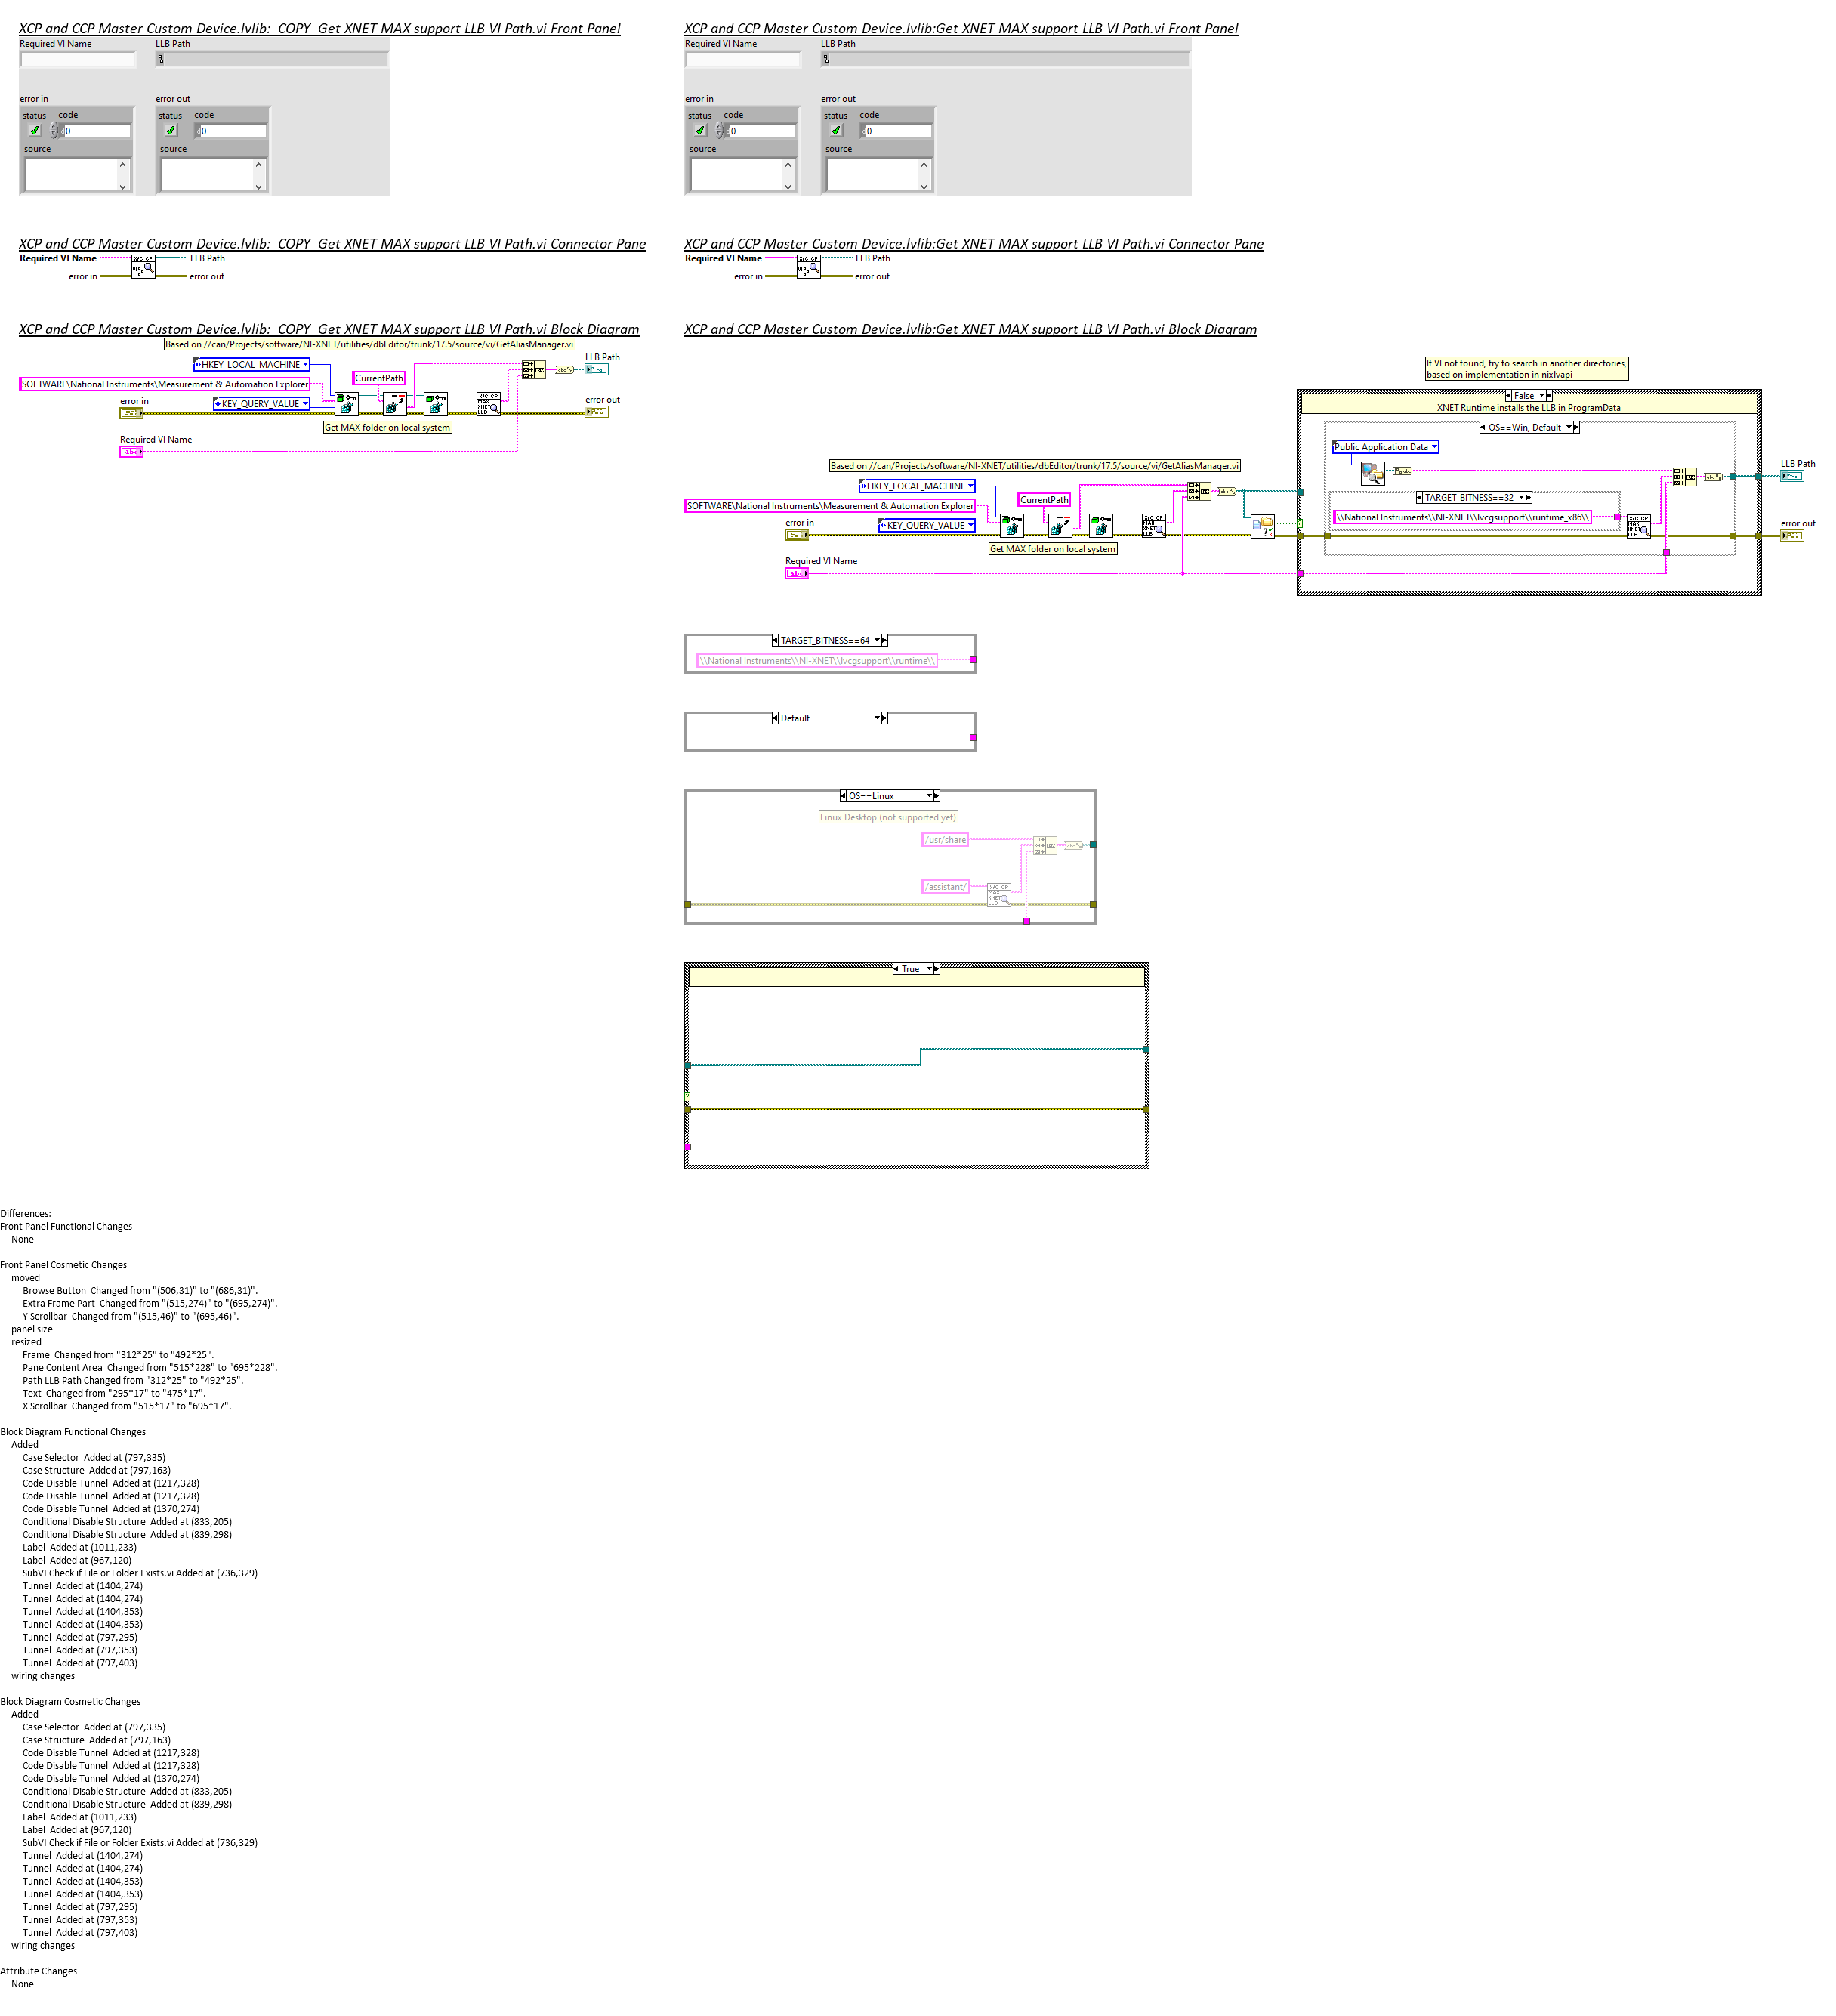 XCP and CCP Master Custom Device.lvlib:  COPY  Get XNET MAX support LLB VI Path.vi Front Panel
Required VI Name
LLB Path
error in
error out
status
code
0
source
status
code
0
source
XCP and CCP Master Custom Device.lvlib:Get XNET MAX support LLB VI Path.vi Front Panel
Required VI Name
LLB Path
error in
error out
status
code
0
source
status
code
0
source
XCP and CCP Master Custom Device.lvlib:  COPY  Get XNET MAX support LLB VI Path.vi Connector Pane
Required VI Name
LLB Path
error in
error out
XCP and CCP Master Custom Device.lvlib:Get XNET MAX support LLB VI Path.vi Connector Pane
Required VI Name
LLB Path
error in
error out
XCP and CCP Master Custom Device.lvlib:  COPY  Get XNET MAX support LLB VI Path.vi Block Diagram
Based on //can/Projects/software/NI-XNET/utilities/dbEditor/trunk/17.5/source/vi/GetAliasManager.vi
HKEY_LOCAL_MACHINE
LLB Path
CurrentPath
SOFTWARE\National Instruments\Measurement & Automation Explorer
error in
KEY_QUERY_VALUE
error out
Get MAX folder on local system
Required VI Name
abc
XCP and CCP Master Custom Device.lvlib:Get XNET MAX support LLB VI Path.vi Block Diagram
If VI not found, try to search in another directories,
based on implementation in nixlvapi
False
XNET Runtime installs the LLB in ProgramData
OS==Win, Default
Public Application Data
LLB Path
Based on //can/Projects/software/NI-XNET/utilities/dbEditor/trunk/17.5/source/vi/GetAliasManager.vi
HKEY_LOCAL_MACHINE
CurrentPath
TARGET_BITNESS==32
SOFTWARE\National Instruments\Measurement & Automation Explorer
\\National Instruments\\NI-XNET\\lvcgsupport\\runtime_x86\\
error in
KEY_QUERY_VALUE
error out
Get MAX folder on local system
Required VI Name
abc
TARGET_BITNESS==64
\\National Instruments\\NI-XNET\\lvcgsupport\\runtime\\
Default
OS==Linux
Linux Desktop (not supported yet)
/usr/share
/assistant/
True
Differences:
Front Panel Functional Changes
None
Front Panel Cosmetic Changes
moved
Browse Button  Changed from "(506,31)" to "(686,31)".
Extra Frame Part  Changed from "(515,274)" to "(695,274)".
Y Scrollbar  Changed from "(515,46)" to "(695,46)".
panel size
resized
Frame  Changed from "312*25" to "492*25".
Pane Content Area  Changed from "515*228" to "695*228".
Path LLB Path Changed from "312*25" to "492*25".
Text  Changed from "295*17" to "475*17".
X Scrollbar  Changed from "515*17" to "695*17".
Block Diagram Functional Changes
Added
Case Selector  Added at (797,335)
Case Structure  Added at (797,163)
Code Disable Tunnel  Added at (1217,328)
Code Disable Tunnel  Added at (1217,328)
Code Disable Tunnel  Added at (1370,274)
Conditional Disable Structure  Added at (833,205)
Conditional Disable Structure  Added at (839,298)
Label  Added at (1011,233)
Label  Added at (967,120)
SubVI Check if File or Folder Exists.vi Added at (736,329)
Tunnel  Added at (1404,274)
Tunnel  Added at (1404,274)
Tunnel  Added at (1404,353)
Tunnel  Added at (1404,353)
Tunnel  Added at (797,295)
Tunnel  Added at (797,353)
Tunnel  Added at (797,403)
wiring changes
Block Diagram Cosmetic Changes
Added
Case Selector  Added at (797,335)
Case Structure  Added at (797,163)
Code Disable Tunnel  Added at (1217,328)
Code Disable Tunnel  Added at (1217,328)
Code Disable Tunnel  Added at (1370,274)
Conditional Disable Structure  Added at (833,205)
Conditional Disable Structure  Added at (839,298)
Label  Added at (1011,233)
Label  Added at (967,120)
SubVI Check if File or Folder Exists.vi Added at (736,329)
Tunnel  Added at (1404,274)
Tunnel  Added at (1404,274)
Tunnel  Added at (1404,353)
Tunnel  Added at (1404,353)
Tunnel  Added at (797,295)
Tunnel  Added at (797,353)
Tunnel  Added at (797,403)
wiring changes
Attribute Changes
None